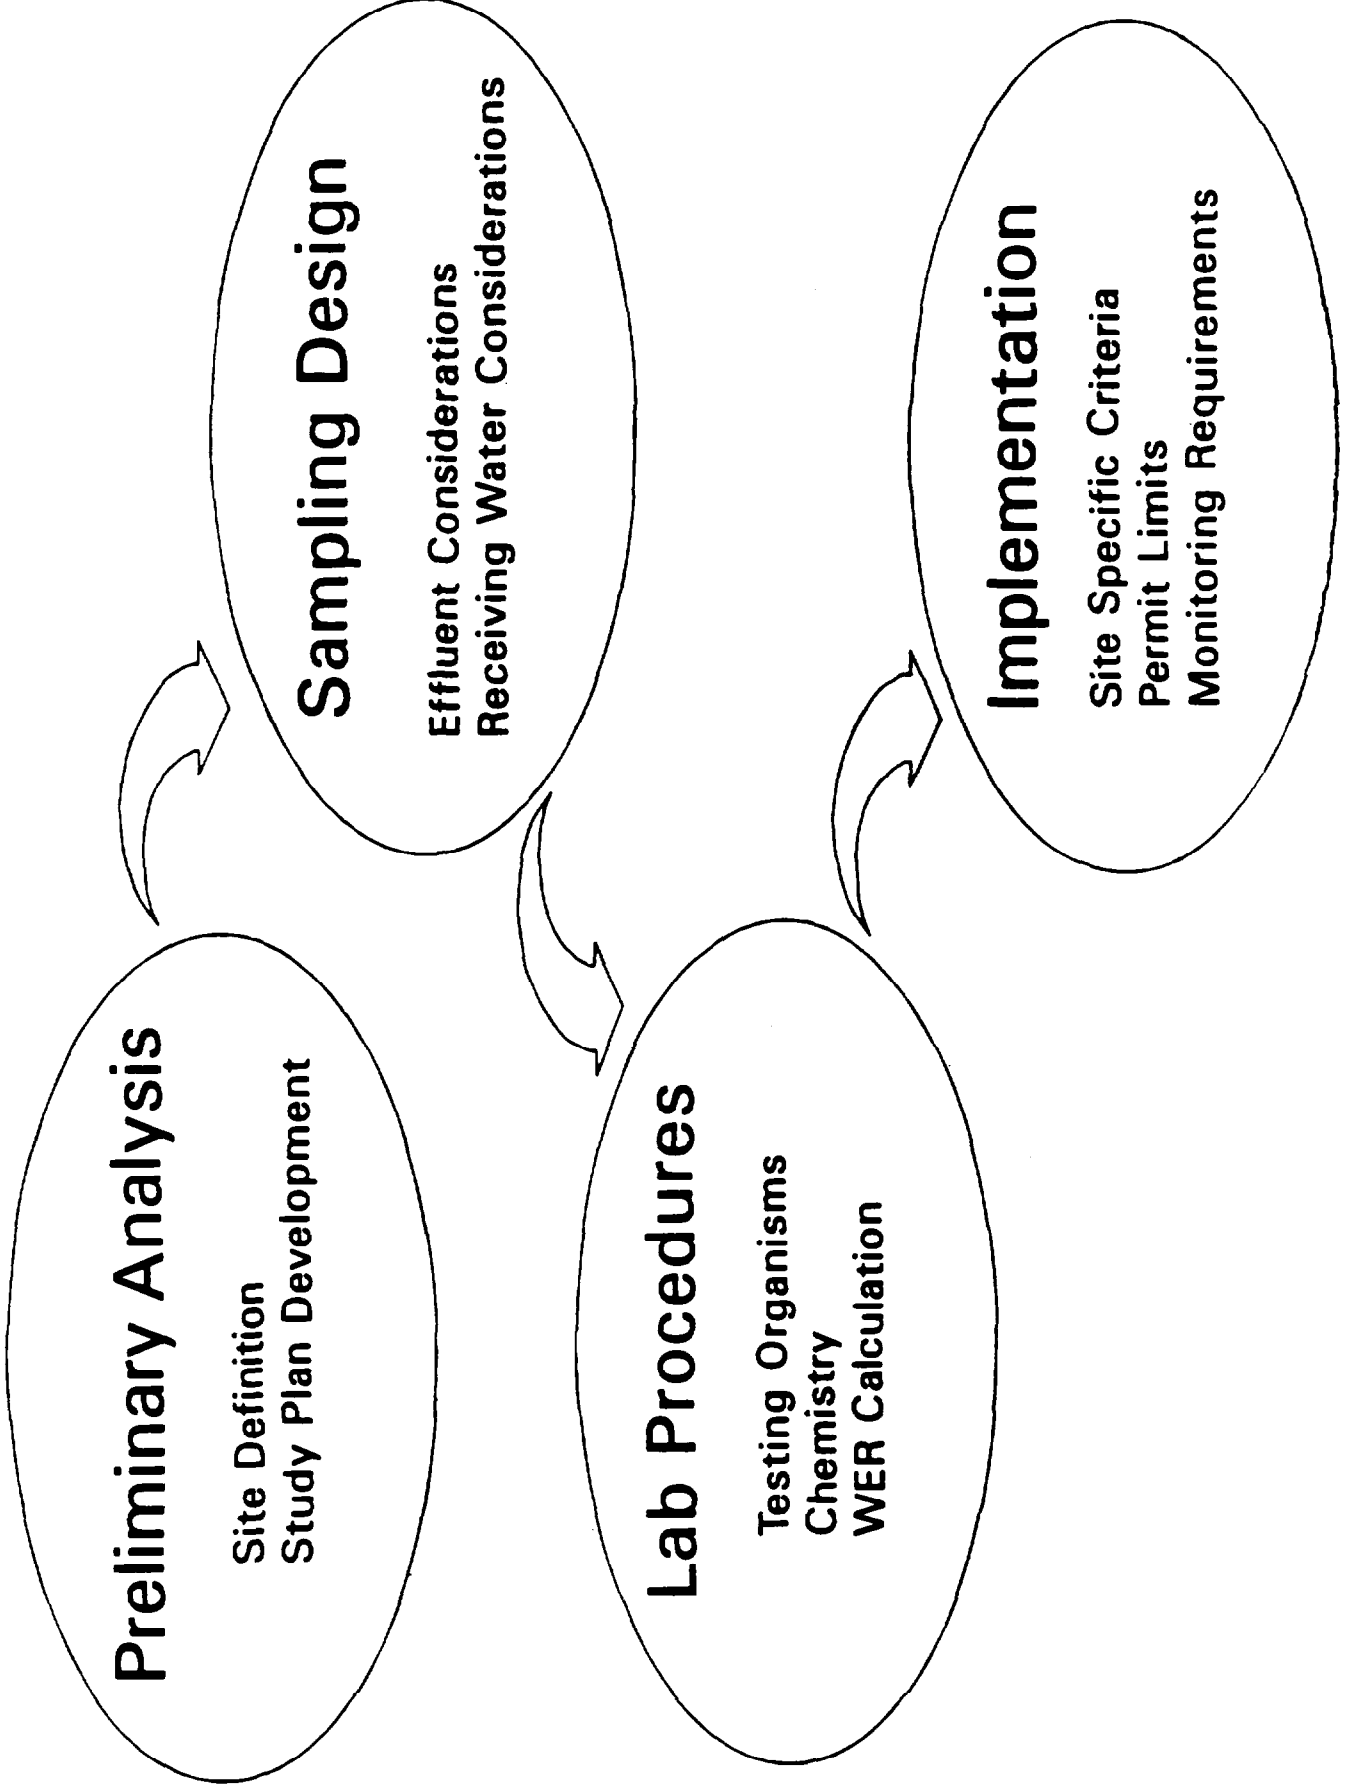 Preliminary Analysis
Site Definition
Study Plan Development
Sampling Design
Effluent Considerations
Receiving Water Considerations
Lab Procedures
Testing Organisms
Chemistry
WER Calculation
Implementation
Site Specific Criteria
Permit Limits
Monitoring Requirements